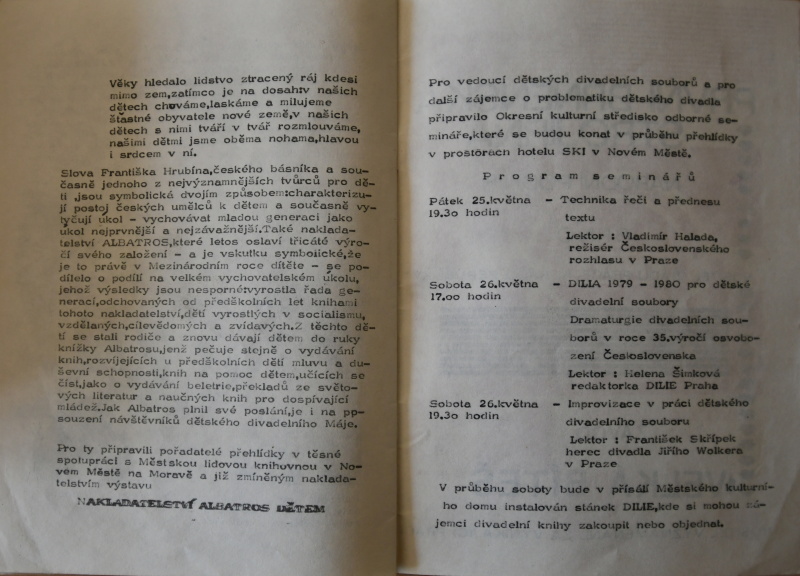 Věky hledalo lidstvo ztracený ráj kdesi
mimo zem,zatímco je na dosahtv našich
dětech chováme,laskáme a milujeme
šťastné obyvatele nové země,v našich
dětech s nimi tváří v tvář rozmlouváme,
našimi dětmi jsme oběma nohama,hlavou
i srdcem v ní.
Slova Františka Hrubína,českého básníka a sou-
časně jednoho z nejvýznamnějších tvůrců pro dě-
ti ,jsou symbolická dvojím způsobem:charakterizu-
jí postoj českých umělců k dětem a současně vy-
tyčují úkol - vychovávat mladou generaci jako
úkol nejprvnější a nejzávažnější.Také naklada-
telství ALBATROS,které letos oslaví třicáté výro-
čí svého založení - a je vskutku symbolické,že
je to právě v Mezinárodním roce dítěte - se po-
dílelo o podílí na velkém vychovatelském úkolu,
jehož výsledky jsou nesporné:vyrostla řada ge-
nerací,odchovaných od předškolních let knihami
tohoto nakladatelství,dětí vyrostlých v socialismu,
vzdělaných,cílevědomých a zvídavých.Z těchto dě-
tí se stali rodiče a znovu dávají dětem do ruky
knížky Albatrosu,jenž pečuje stejně o vydávání
knih,rozvíjejících u předškolních dětí mluvu a du-
ševní schopnosti,knih na pomoc dětem,učících se
číst,jako o vydávání beletrie,překladů ze světo-
vých literatur a naučných knih pro dospívající
mládež.Jak Albatros plnil své poslání,je i na pp-
souzení návštěvníků dětského divadelního Máje.
Pro ty připravili pořadatelé přehlídky v těsné
spolupráci s Městskou lidovou knihovnou v No-
vém Městě na Moravě a již zmíněným naklada-
telstvím výstavu
NAKLADATELSTVÍ ALBATROS DĚTEM
Pro vedoucí dětských divadelních souborů a pro
další zájemce o problematiku dětského divadla
připravilo Okresní kulturní středisko odborné se-
mináře,které se budou konat v průběhu přehlídky
v prostorách hotelu SKI v Novém Městě.
Program seminářů
Pátek 25.května - Technika řeči a přednesu
19.3o hodin textu
Lektor : Vladimír Halada,
režisér Československého
rozhlasu v Praze
Sobota 26.května - DILIA 1979 - 1980 pro dětské
17.oo hodin divadelní soubory
Dramaturgie divadelních sou-
borů v roce 35.výročí osvobo-
zení Československa
Lektor : Helena Šimková
redaktorka DILIE Praha
Sobota 26.května - Improvizace v práci dětského
19.3o hodin divadelního souboru
Lektor : František Skřípek
herec divadla Jiřího Wolkera
v Praze
V průběhu soboty bude v přísálí Městského kulturní-
ho domu instalován stánek DILIE,kde si mohou zá-
jemci divadelní knihy zakoupit nebo objednat.